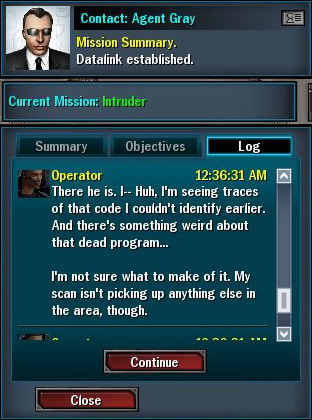 Contact: Agent Gray
Mission Summary.
Datalink established.
Current Mission: Intruder
Summary
Objectives
Log
Operator 12:36:31 AM
There he is. I-- Huh, I'm seeing traces
of that code I couldn't identify earlier.
And there's something weird about
that dead program...
I'm not sure what to make of it. My
scan isn't picking up anything else in
the area, though.
Continue
Close